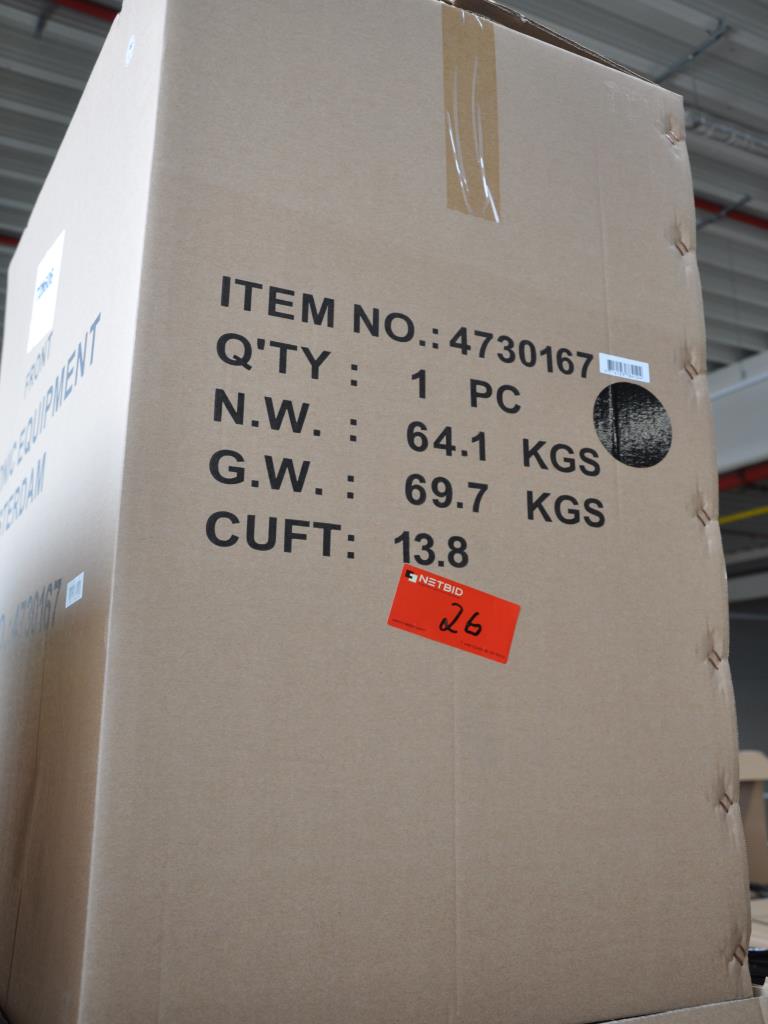 ITEM NO.: 4730167
Q'TY : 1 PC
N.W. : 64.1 KGS
G.W. : 69.7 KGS
CUFT: 13.8
NETBID
26
FRONT
EQUIPMENT
4730167